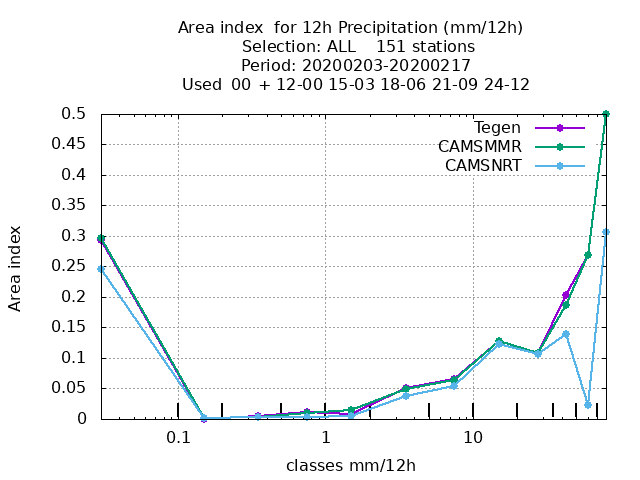 Area index  for 12h Precipitation (mm/12h)
Selection: ALL    151 stations
Period: 20200203-20200217
Used  00 + 12-00 15-03 18-06 21-09 24-12
Tegen
CAMSMMR
CAMSNRT
0.5
0.45
0.4
0.35
0.3
0.25
0.2
0.15
0.1
0.05
0
Area index
0.1 1 10
classes mm/12h